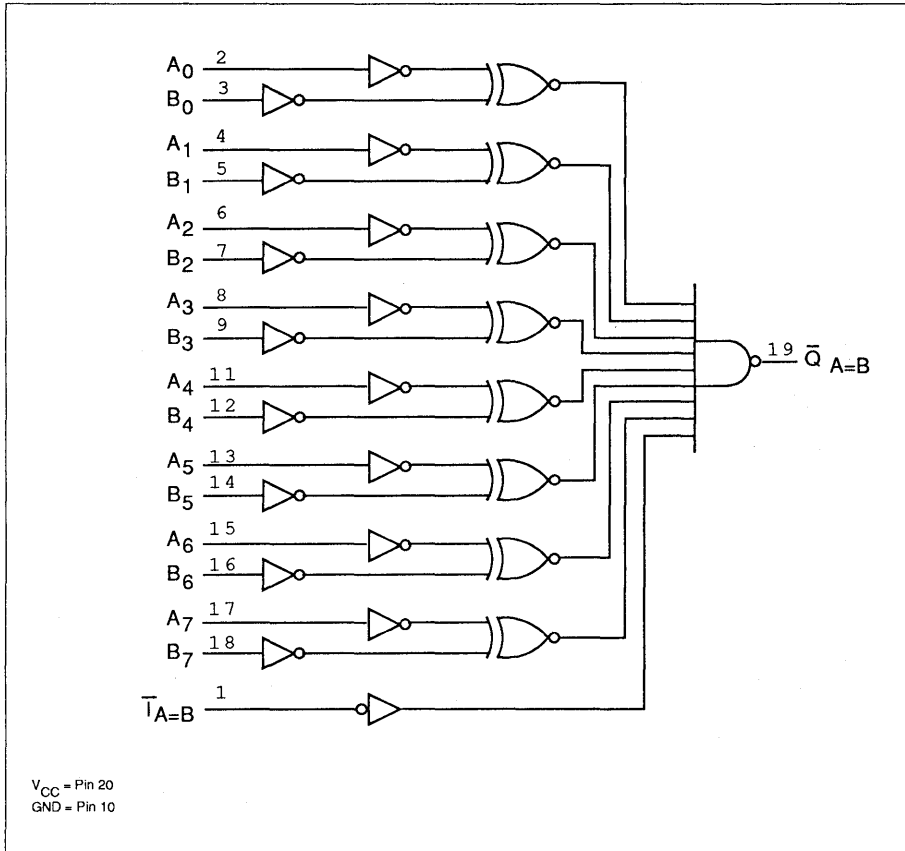 A0 2
B0 3
A1 4
B1 5
A2 6
B2 7
A3 8
B3 9
A4 11
B4 12
A5 13
B5 14
A6 15
B6 16
A7 17
B7 18
I̅A=B 1
19 Q̅ A=B
VCC = Pin 20
GND = Pin 10